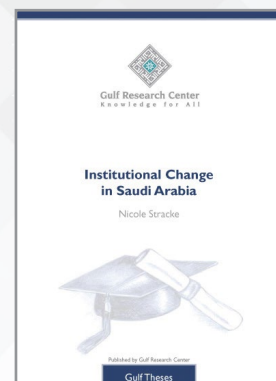 Gulf Research Center
Knowledge for All
Institutional Change
in Saudi Arabia
Nicole Stracke
Published by Gulf Research Center
Gulf Theses